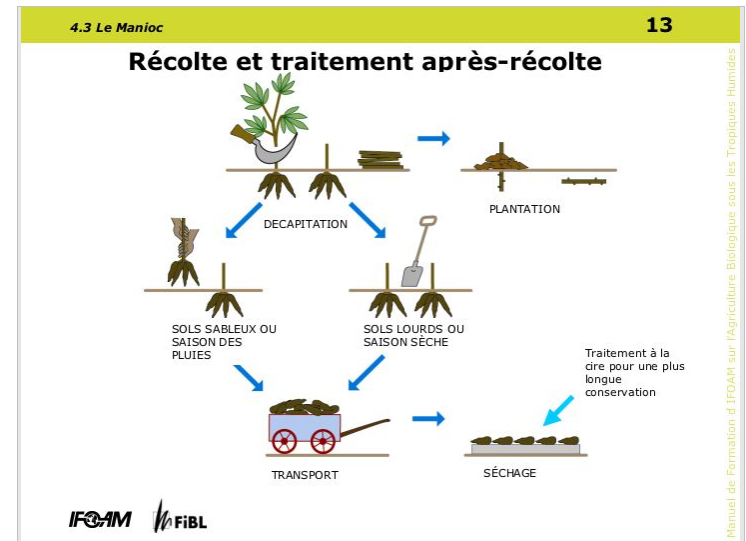 4.3 Le Manioc
13
Récolte et traitement après-récolte
DECAPITATION
PLANTATION
SOLS SABLEUX OU
SAISON DES
PLUIES
SOLS LOURDS OU
SAISON SÈCHE
Traitement à la
cire pour une plus
longue
conservation
TRANSPORT
SÉCHAGE
IFOAM
FiBL
Manuel de Formation d'IFOAM sur l'Agriculture Biologique sous les Tropiques Humides